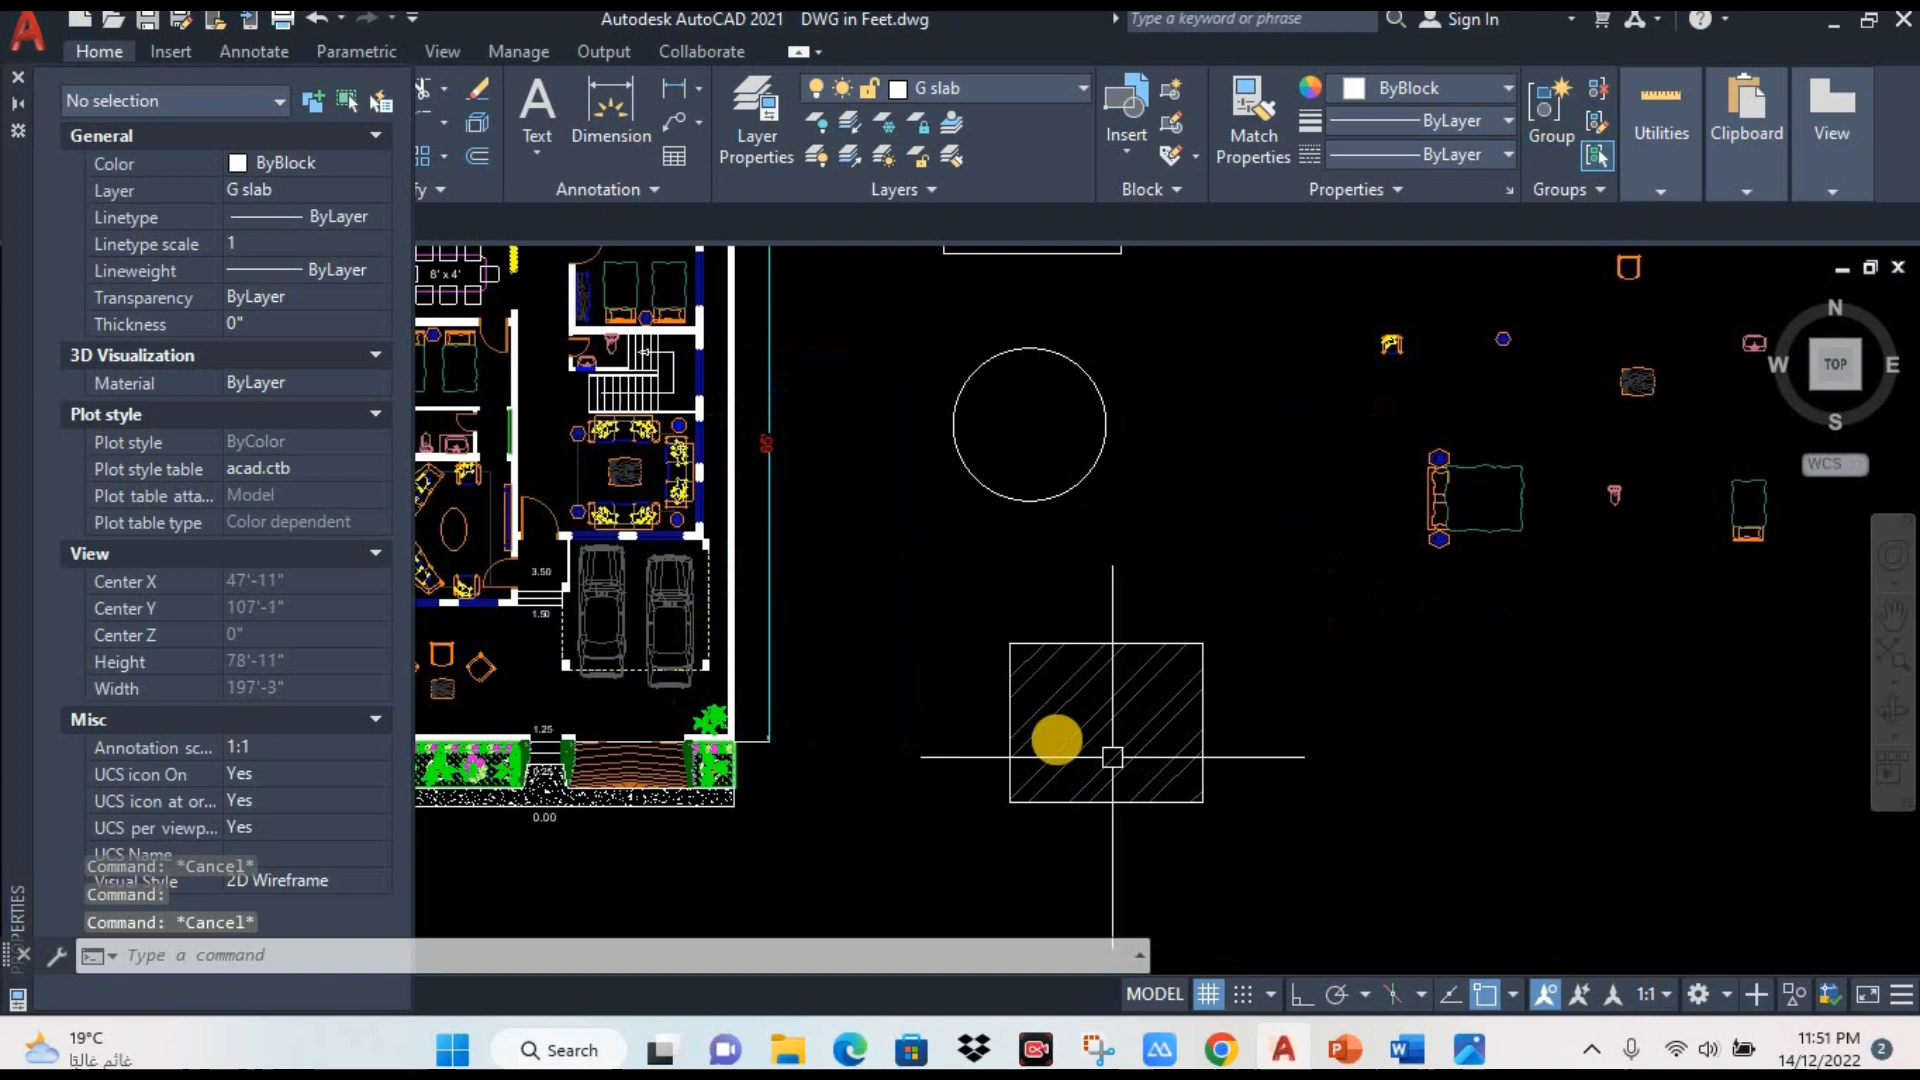 Autodesk AutoCAD 2021 DWG in Feet.dwg
Type a keyword or phrase
Sign In
Home Insert Annotate Parametric View Manage Output Collaborate
No selection
G slab
ByBlock
ByLayer
ByLayer
Text
Dimension
Layer
Properties
Insert
Match
Properties
Group
Utilities
Clipboard
View
Annotation
Layers
Block
Properties
Groups
General
Color ByBlock
Layer G slab
Linetype ByLayer
Linetype scale 1
Lineweight ByLayer
Transparency ByLayer
Thickness 0"
3D Visualization
Material ByLayer
Plot style
Plot style ByColor
Plot style table acad.ctb
Plot table atta... Model
Plot table type Color dependent
View
Center X 47'-11"
Center Y 107'-1"
Center Z 0"
Height 78'-11"
Width 197'-3"
Misc
Annotation sc... 1:1
UCS icon On Yes
UCS icon at or... Yes
UCS per viewp... Yes
UCS Name
Visual Style 2D Wireframe
Command: *Cancel*
Command:
Command: *Cancel*
PROPERTIES
Type a command
8' x 4'
65'
3.50
1.50
1.25
0.00
N
W TOP E
S
WCS
MODEL
1:1
19°C
غائم غالبًا
Search
11:51 PM
14/12/2022
2